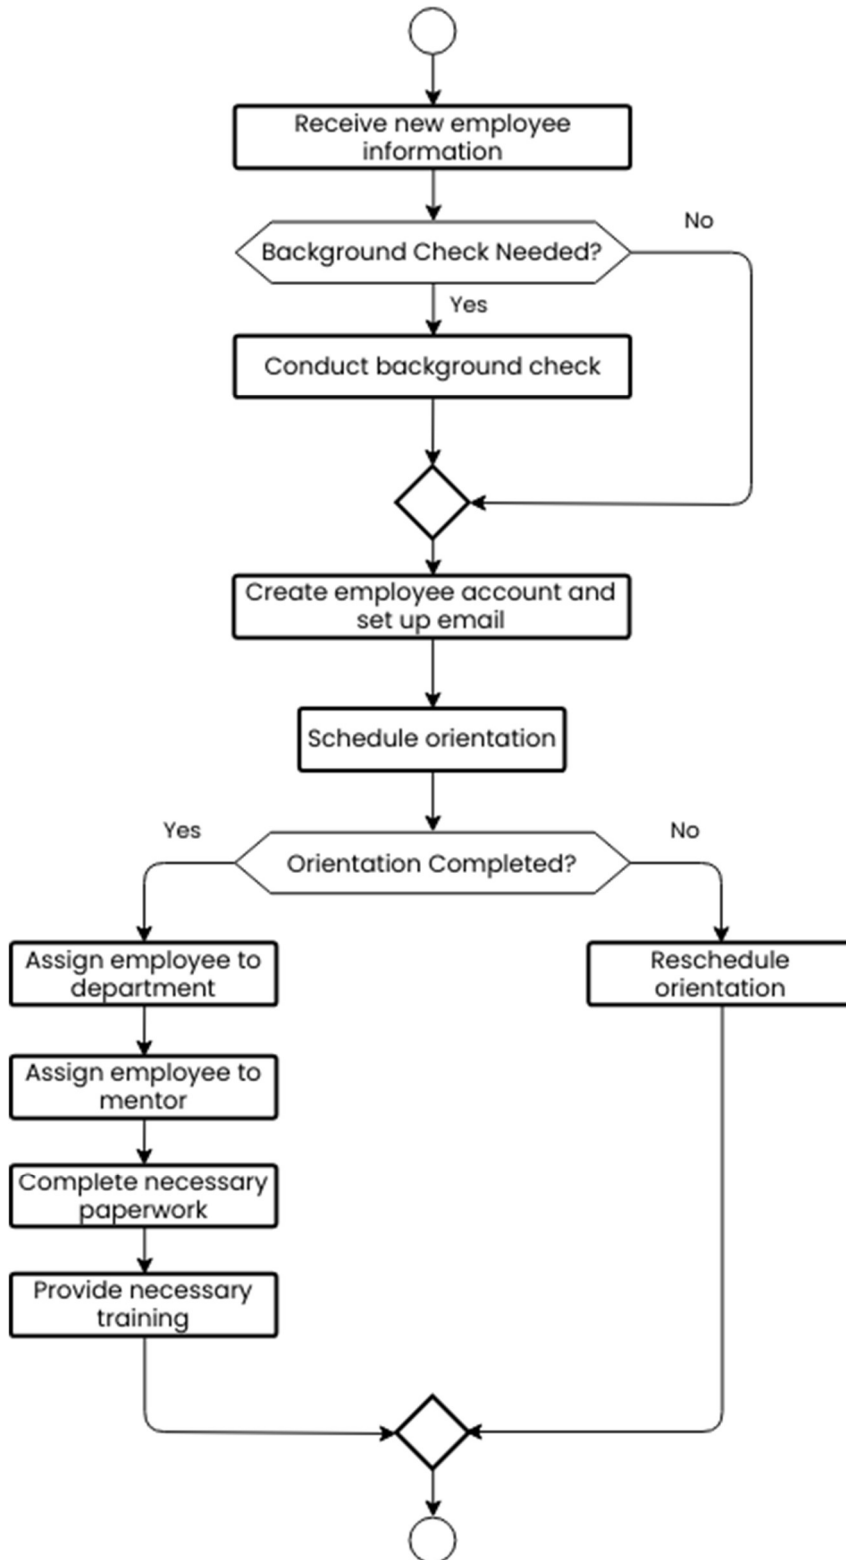 Receive new employee
information
No
Background Check Needed?
Yes
Conduct background check
Create employee account and
set up email
Schedule orientation
Yes
No
Orientation Completed?
Assign employee to
department
Reschedule
orientation
Assign employee to
mentor
Complete necessary
paperwork
Provide necessary
training